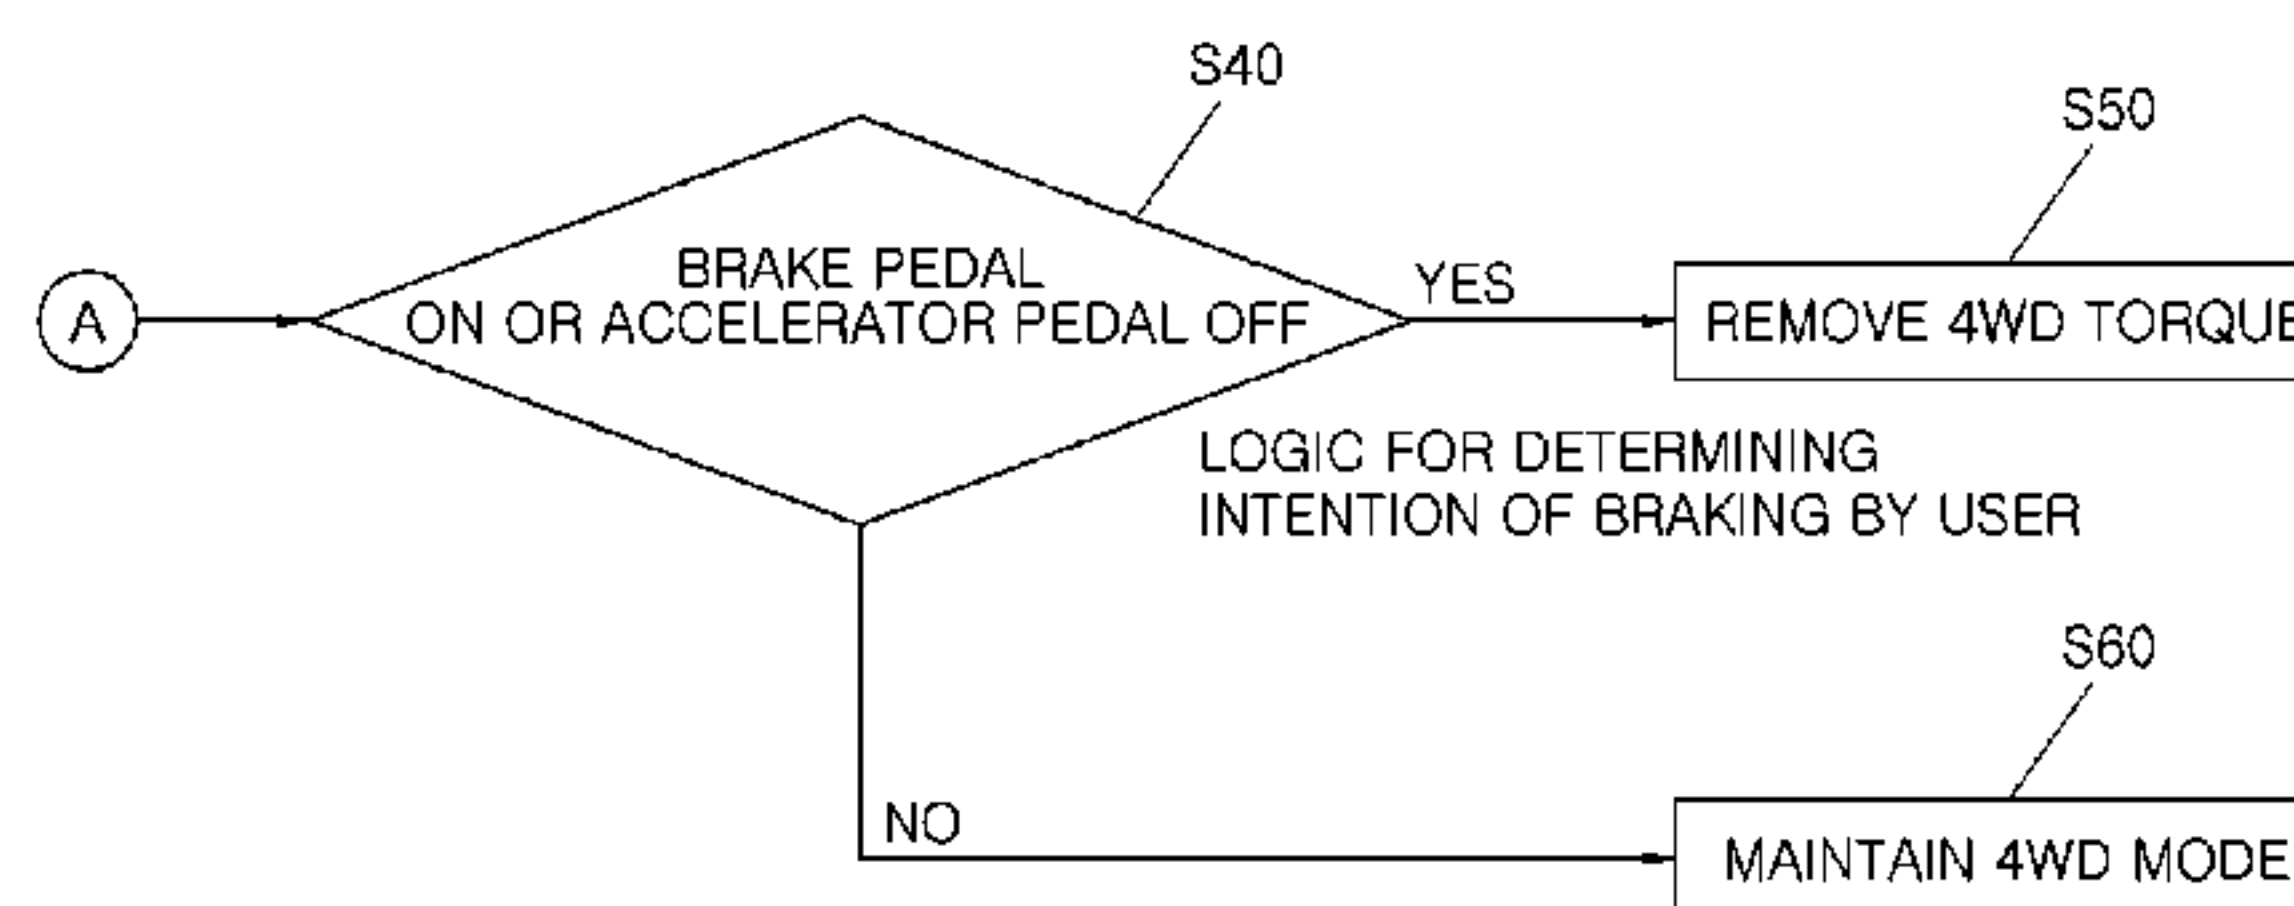 S40
S50
BRAKE PEDAL
ON OR ACCELERATOR PEDAL OFF
A
YES
REMOVE 4WD TORQUE
LOGIC FOR DETERMINING
INTENTION OF BRAKING BY USER
S60
NO
MAINTAIN 4WD MODE